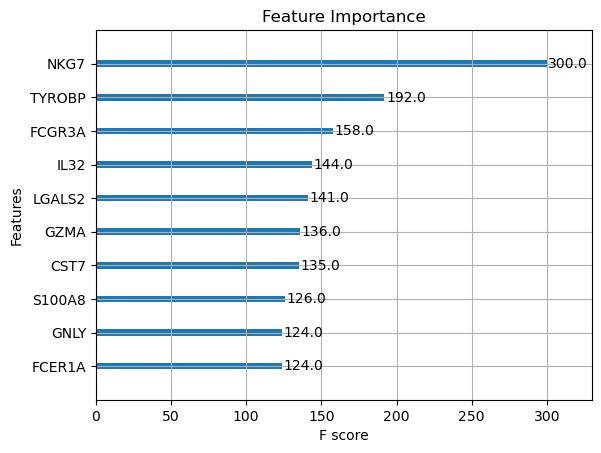 Feature Importance
Features
NKG7 300.0
TYROBP 192.0
FCGR3A 158.0
IL32 144.0
LGALS2 141.0
GZMA 136.0
CST7 135.0
S100A8 126.0
GNLY 124.0
FCER1A 124.0
0 50 100 150 200 250 300
F score